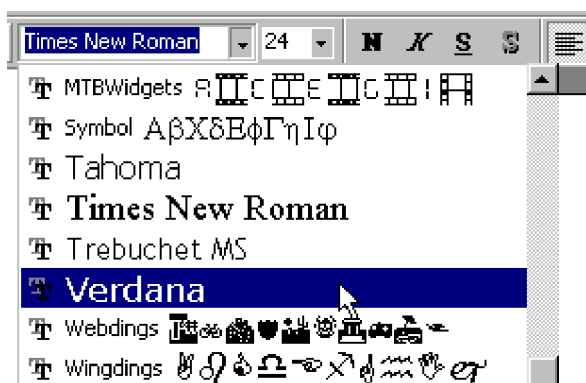 Times New Roman 24 N K S S
MTBWidgets
Symbol ΑβΧδΕφΓηΙφ
Tahoma
Times New Roman
Trebuchet MS
Verdana
Webdings
Wingdings